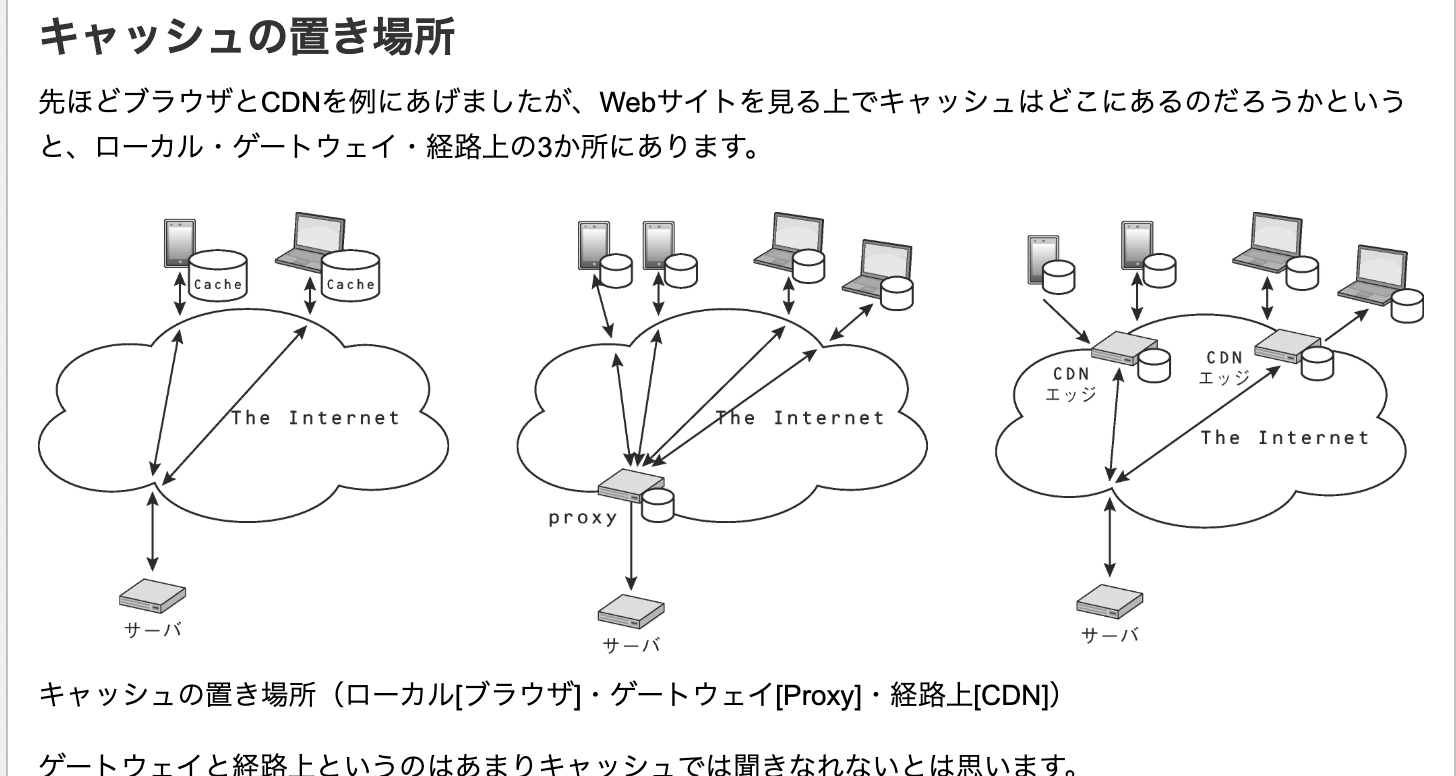 キャッシュの置き場所
先ほどブラウザとCDNを例にあげましたが、Webサイトを見る上でキャッシュはどこにあるのだろうかという
と、ローカル・ゲートウェイ・経路上の3か所にあります。
Cache
Cache
The Internet
サーバ
The Internet
proxy
サーバ
CDN
エッジ
CDN
エッジ
The Internet
サーバ
キャッシュの置き場所（ローカル[ブラウザ]・ゲートウェイ[Proxy]・経路上[CDN]）
ゲートウェイと経路上というのはあまりキャッシュでは聞きなれないとは思います。